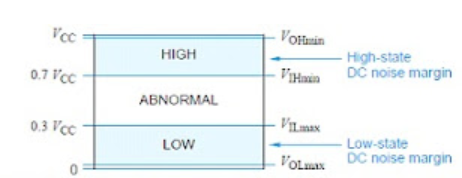 VCC
VOHmin
HIGH
High-state
DC noise margin
0.7 VCC
VIHmin
ABNORMAL
0.3 VCC
VILmax
LOW
Low-state
DC noise margin
0
VOLmax